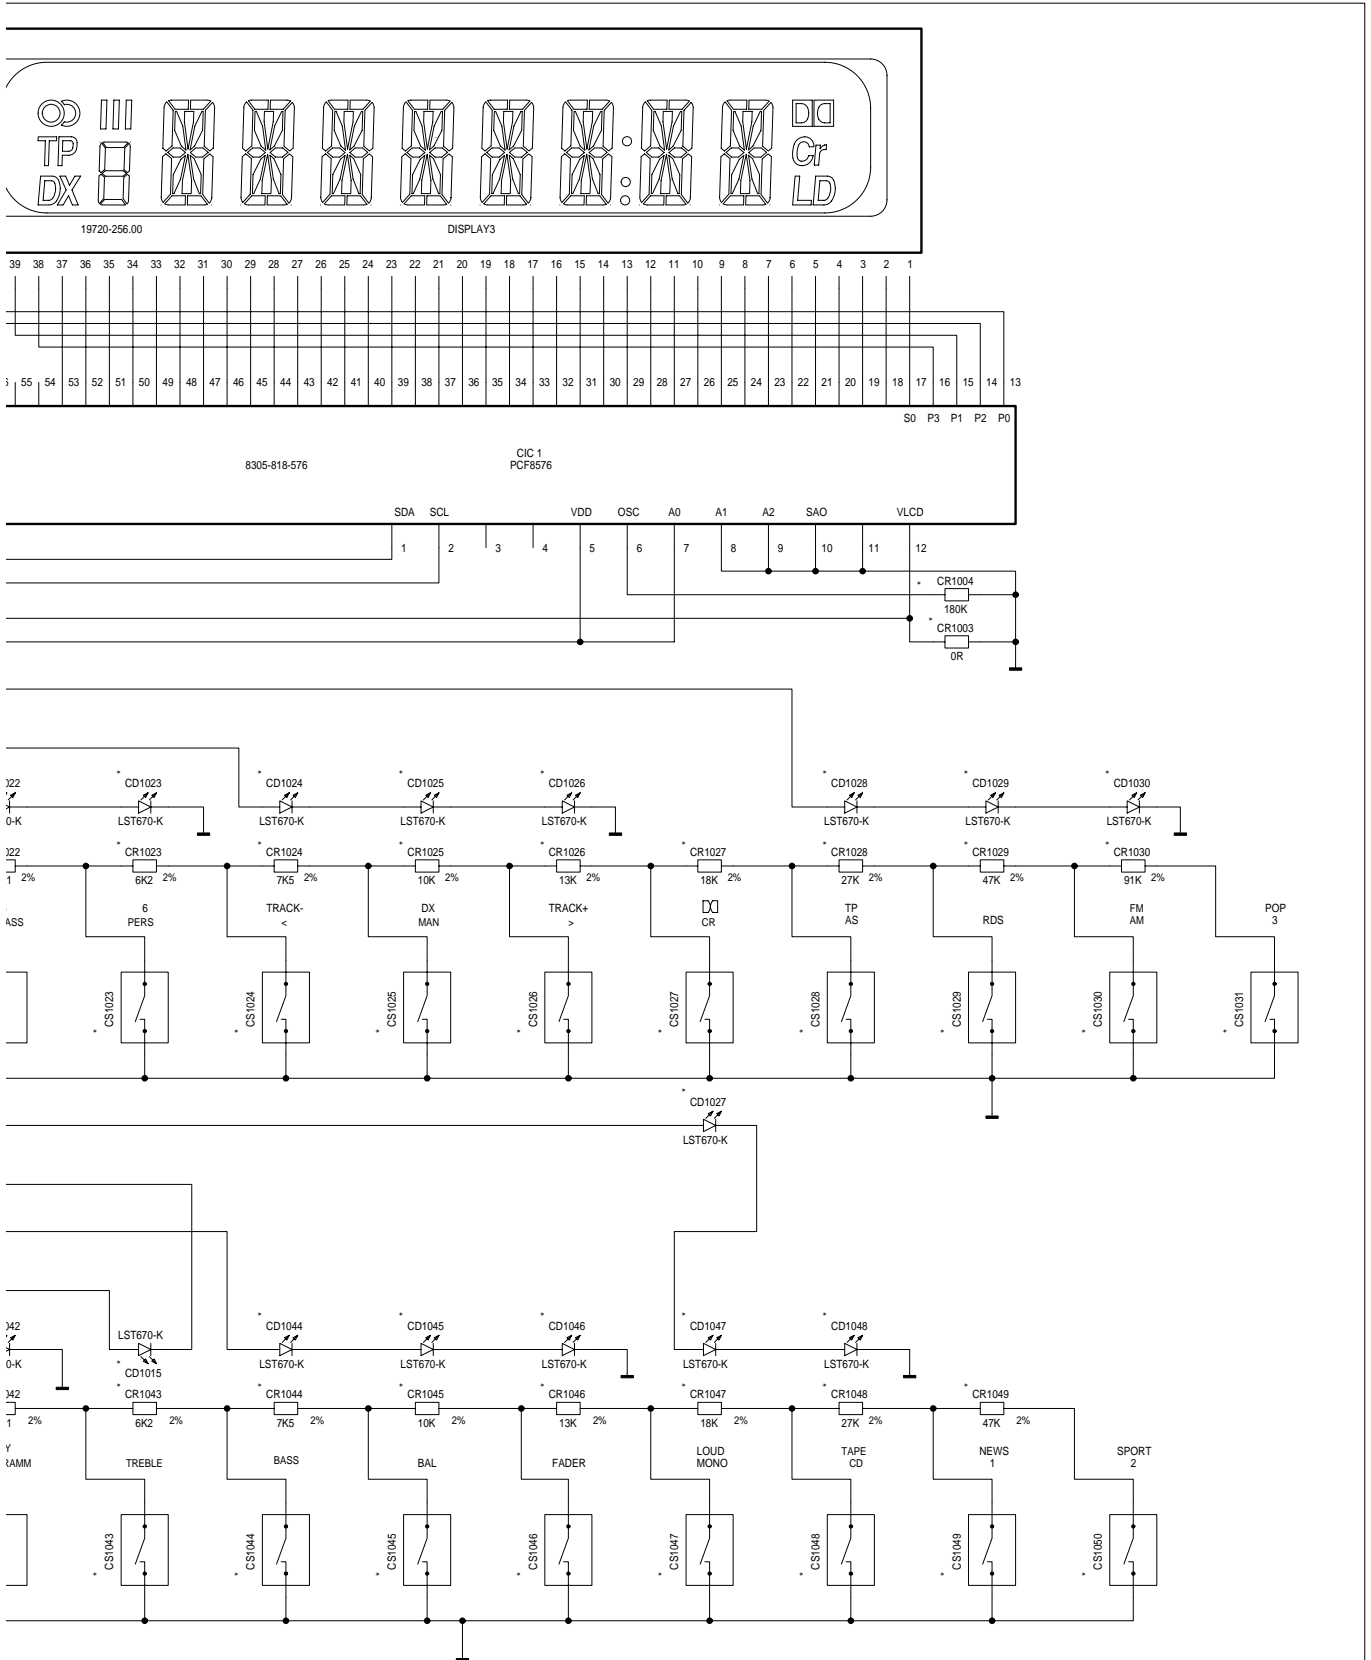 TP
Cr
DX
LD
19720-256.00 DISPLAY3
39 38 37 36 35 34 33 32 31 30 29 28 27 26 25 24 23 22 21 20 19 18 17 16 15 14 13 12 11 10 9 8 7 6 5 4 3 2 1
55 54 53 52 51 50 49 48 47 46 45 44 43 42 41 40 39 38 37 36 35 34 33 32 31 30 29 28 27 26 25 24 23 22 21 20 19 18 17 16 15 14 13
S0 P3 P1 P2 P0
CIC 1
8305-818-576 PCF8576
SDA SCL VDD OSC A0 A1 A2 SAO VLCD
1 2 3 4 5 6 7 8 9 10 11 12
* CR1004
180K
* CR1003
0R
022 * CD1023 * CD1024 * CD1025 * CD1026 * CD1028 * CD1029 * CD1030
0-K LST670-K LST670-K LST670-K LST670-K LST670-K LST670-K LST670-K
022 * CR1023 * CR1024 * CR1025 * CR1026 * CR1027 * CR1028 * CR1029 * CR1030
1 2% 6K2 2% 7K5 2% 10K 2% 13K 2% 18K 2% 27K 2% 47K 2% 91K 2%
6 TRACK- DX TRACK+ TP FM POP
ASS PERS < MAN > CR AS RDS AM 3
* CS1023 * CS1024 * CS1025 * CS1026 * CS1027 * CS1028 * CS1029 * CS1030 * CS1031
* CD1027
LST670-K
042 LST670-K * CD1044 * CD1045 * CD1046 * CD1047 * CD1048
0-K LST670-K LST670-K LST670-K LST670-K LST670-K
* CD1015
042 * CR1043 * CR1044 * CR1045 * CR1046 * CR1047 * CR1048 * CR1049
1 2% 6K2 2% 7K5 2% 10K 2% 13K 2% 18K 2% 27K 2% 47K 2%
Y LOUD TAPE NEWS SPORT
RAMM TREBLE BASS BAL FADER MONO CD 1 2
* CS1043 * CS1044 * CS1045 * CS1046 * CS1047 * CS1048 * CS1049 * CS1050